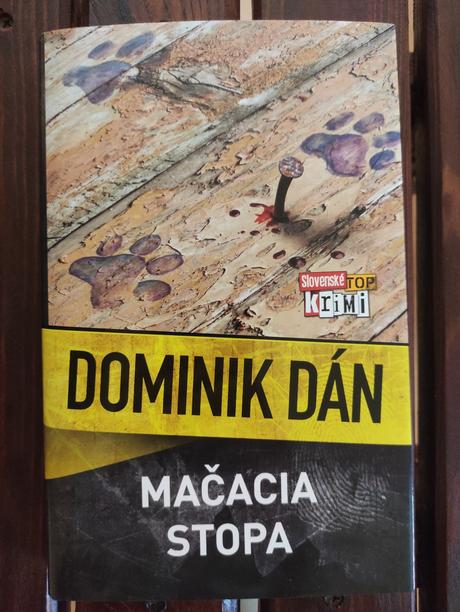 Slovenské TOP
KRiMi
DOMINIK DÁN
MAČACIA
STOPA